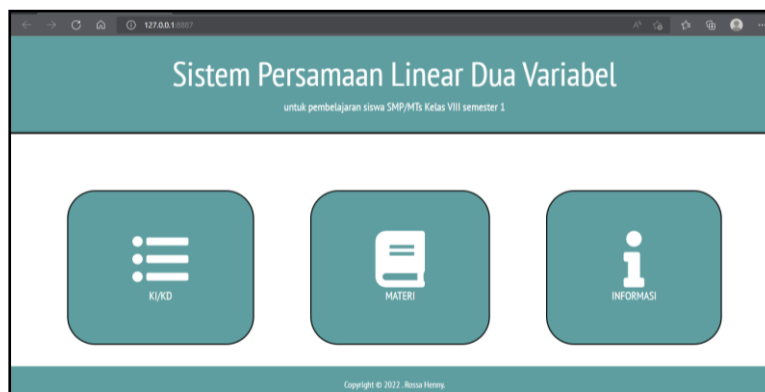 127.0.0.1:8887
Sistem Persamaan Linear Dua Variabel
untuk pembelajaran siswa SMP/MTs Kelas VIII semester 1
KI/KD
MATERI
INFORMASI
Copyright © 2022 . Rossa Henny.